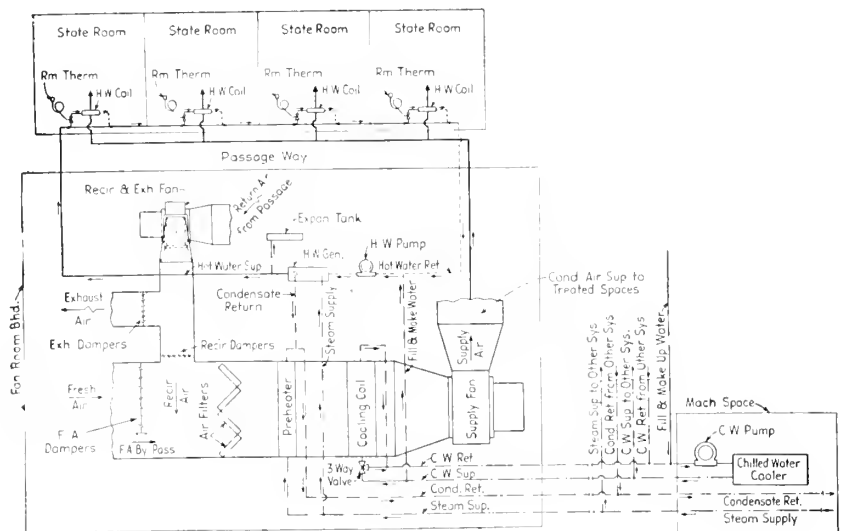 State Room
State Room
State Room
State Room
Rm Therm
Rm Therm
Rm Therm
Rm Therm
H W Coil
H W Coil
H W Coil
H W Coil
Passage Way
Recir & Exh Fan
Return Air
from Passage
Expan Tank
H W Gen.
H W Pump
Hot Water Sup
Hot Water Ret
Condensate
Return
Steam Supply
Fill & Make Water
Cond Air Sup to
Treated Spaces
Fan Room Bhd.
Exhaust
Air
Exh Dampers
Recir Dampers
Fresh
Air
Recir
Air
Air Filters
F A
Dampers
F A By Pass
Preheater
Cooling Coil
Supply Air
Supply Fan
3 Way
Valve
C W Ret
C W Sup
Cond. Ret.
Steam Sup.
Steam Sup to Other Sys
Cond Ret from Other Sys
C W Sup to Other Sys.
C W Ret from Other Sys
Fill & Make Up Water
Mach Space
C W Pump
Chilled Water
Cooler
Condensate Ret.
Steam Supply